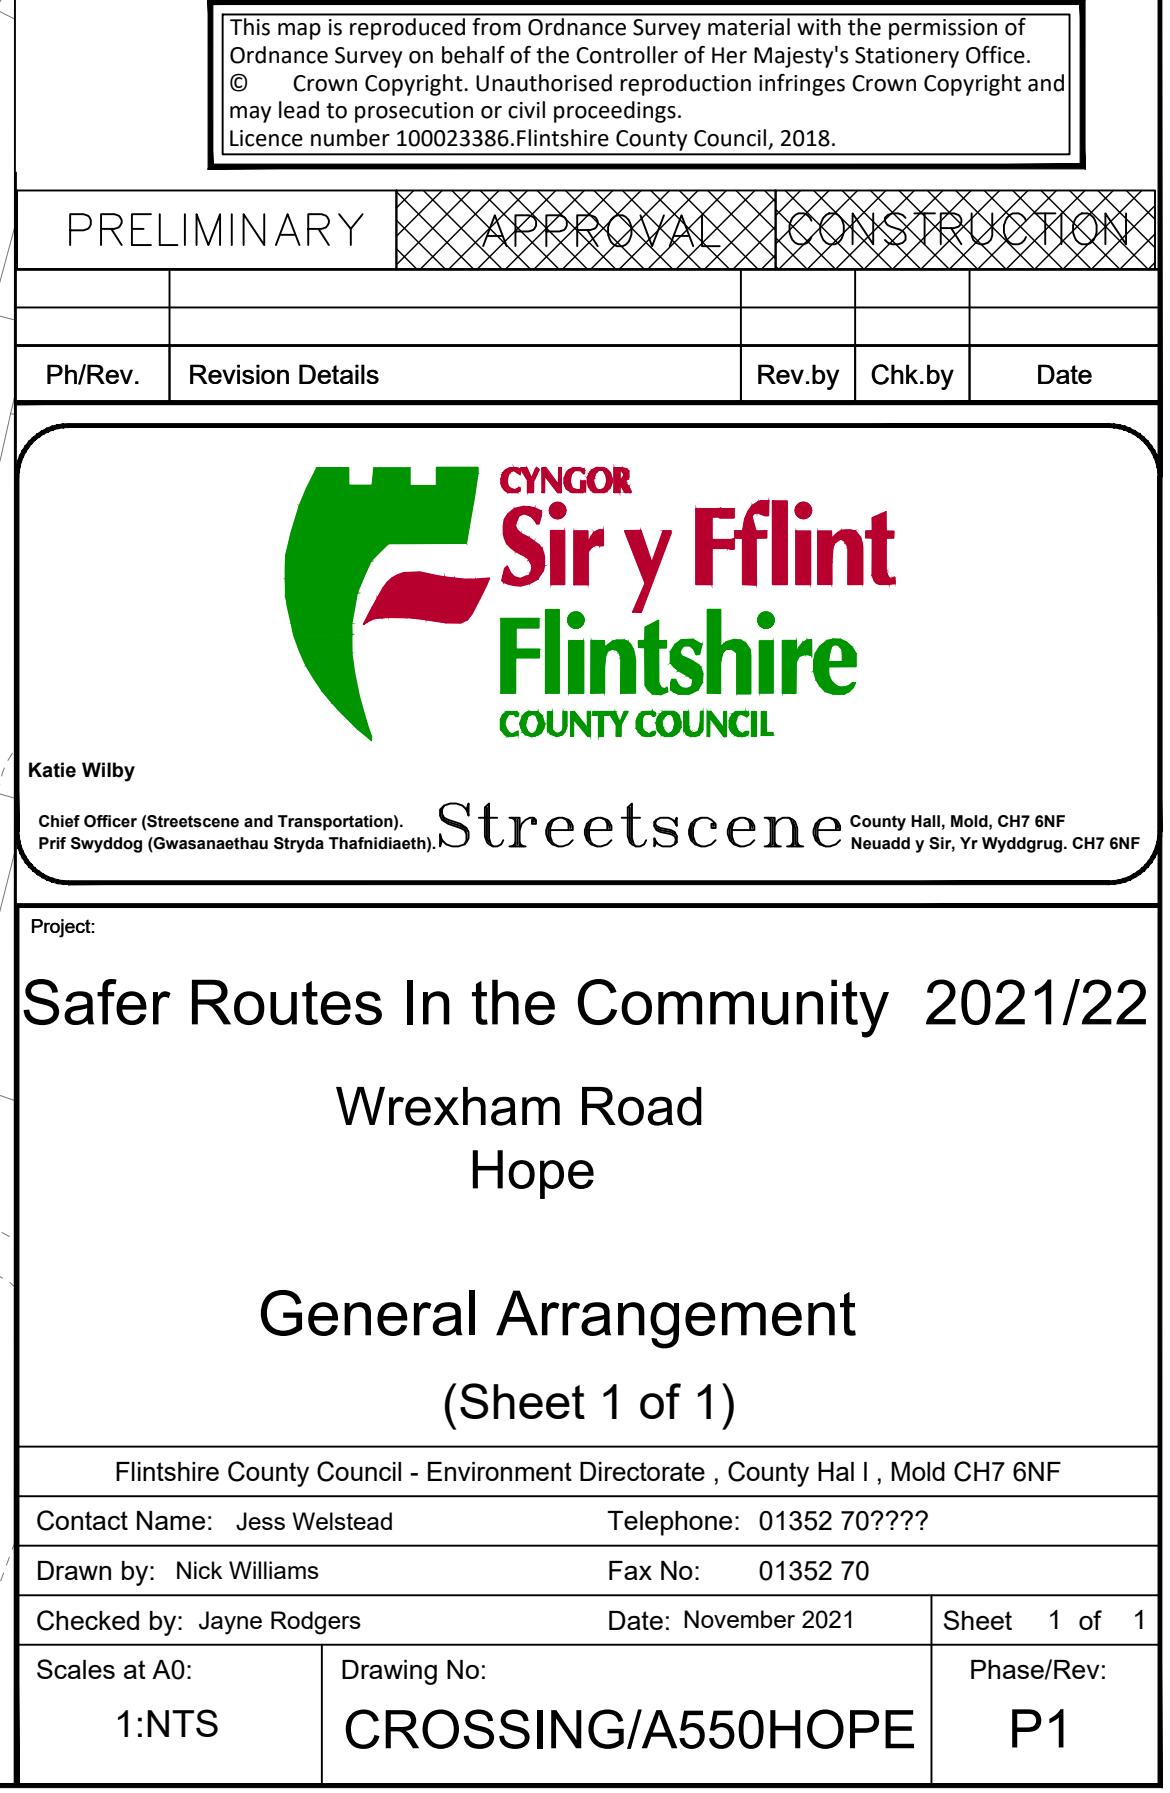 This map is reproduced from Ordnance Survey material with the permission of
Ordnance Survey on behalf of the Controller of Her Majesty's Stationery Office.
© Crown Copyright. Unauthorised reproduction infringes Crown Copyright and
may lead to prosecution or civil proceedings.
Licence number 100023386.Flintshire County Council, 2018.
PRELIMINARY APPROVAL CONSTRUCTION
Ph/Rev. Revision Details Rev.by Chk.by Date
CYNGOR
Sir y Fflint
Flintshire
COUNTY COUNCIL
Katie Wilby
Chief Officer (Streetscene and Transportation).
Prif Swyddog (Gwasanaethau Stryda Thafnidiaeth).
Streetscene
County Hall, Mold, CH7 6NF
Neuadd y Sir, Yr Wyddgrug. CH7 6NF
Project:
Safer Routes In the Community 2021/22
Wrexham Road
Hope
General Arrangement
(Sheet 1 of 1)
Flintshire County Council - Environment Directorate , County Hal l , Mold CH7 6NF
Contact Name: Jess Welstead Telephone: 01352 70????
Drawn by: Nick Williams Fax No: 01352 70
Checked by: Jayne Rodgers Date: November 2021 Sheet 1 of 1
Scales at A0: Drawing No: Phase/Rev:
1:NTS CROSSING/A550HOPE P1